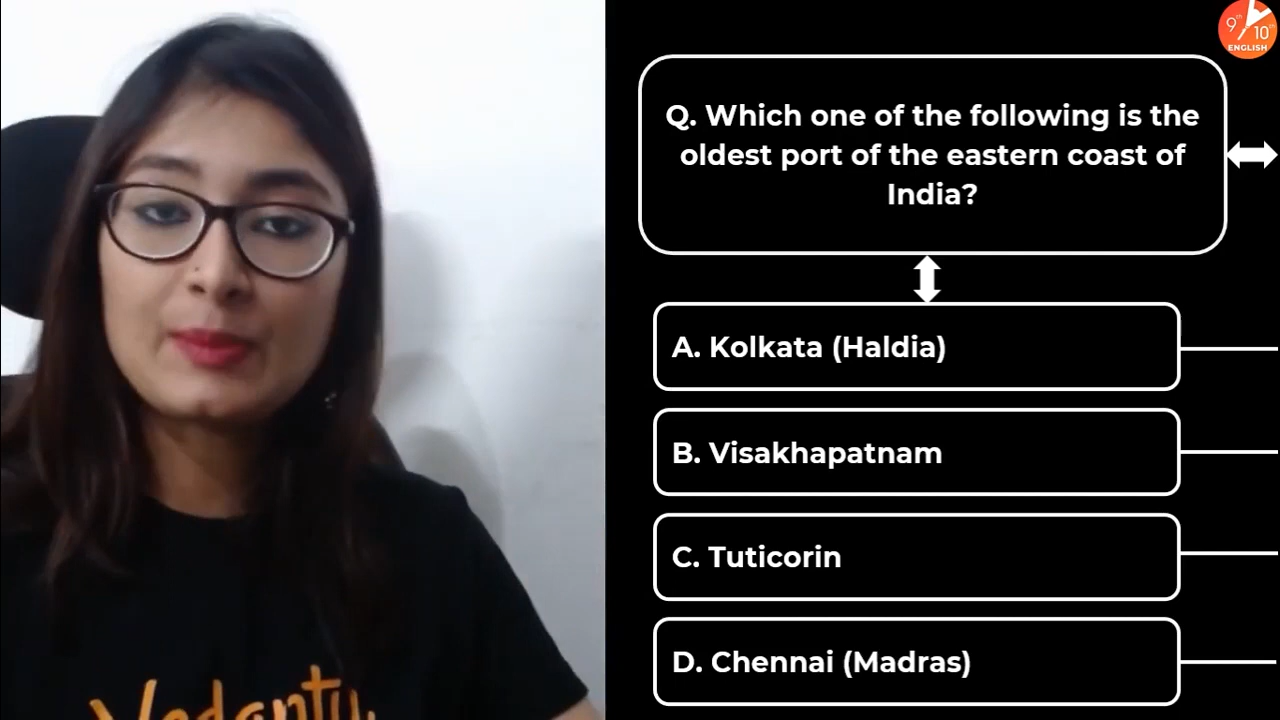 9th/10th
ENGLISH
Q. Which one of the following is the
oldest port of the eastern coast of
India?
A. Kolkata (Haldia)
B. Visakhapatnam
C. Tuticorin
D. Chennai (Madras)
Vedantu